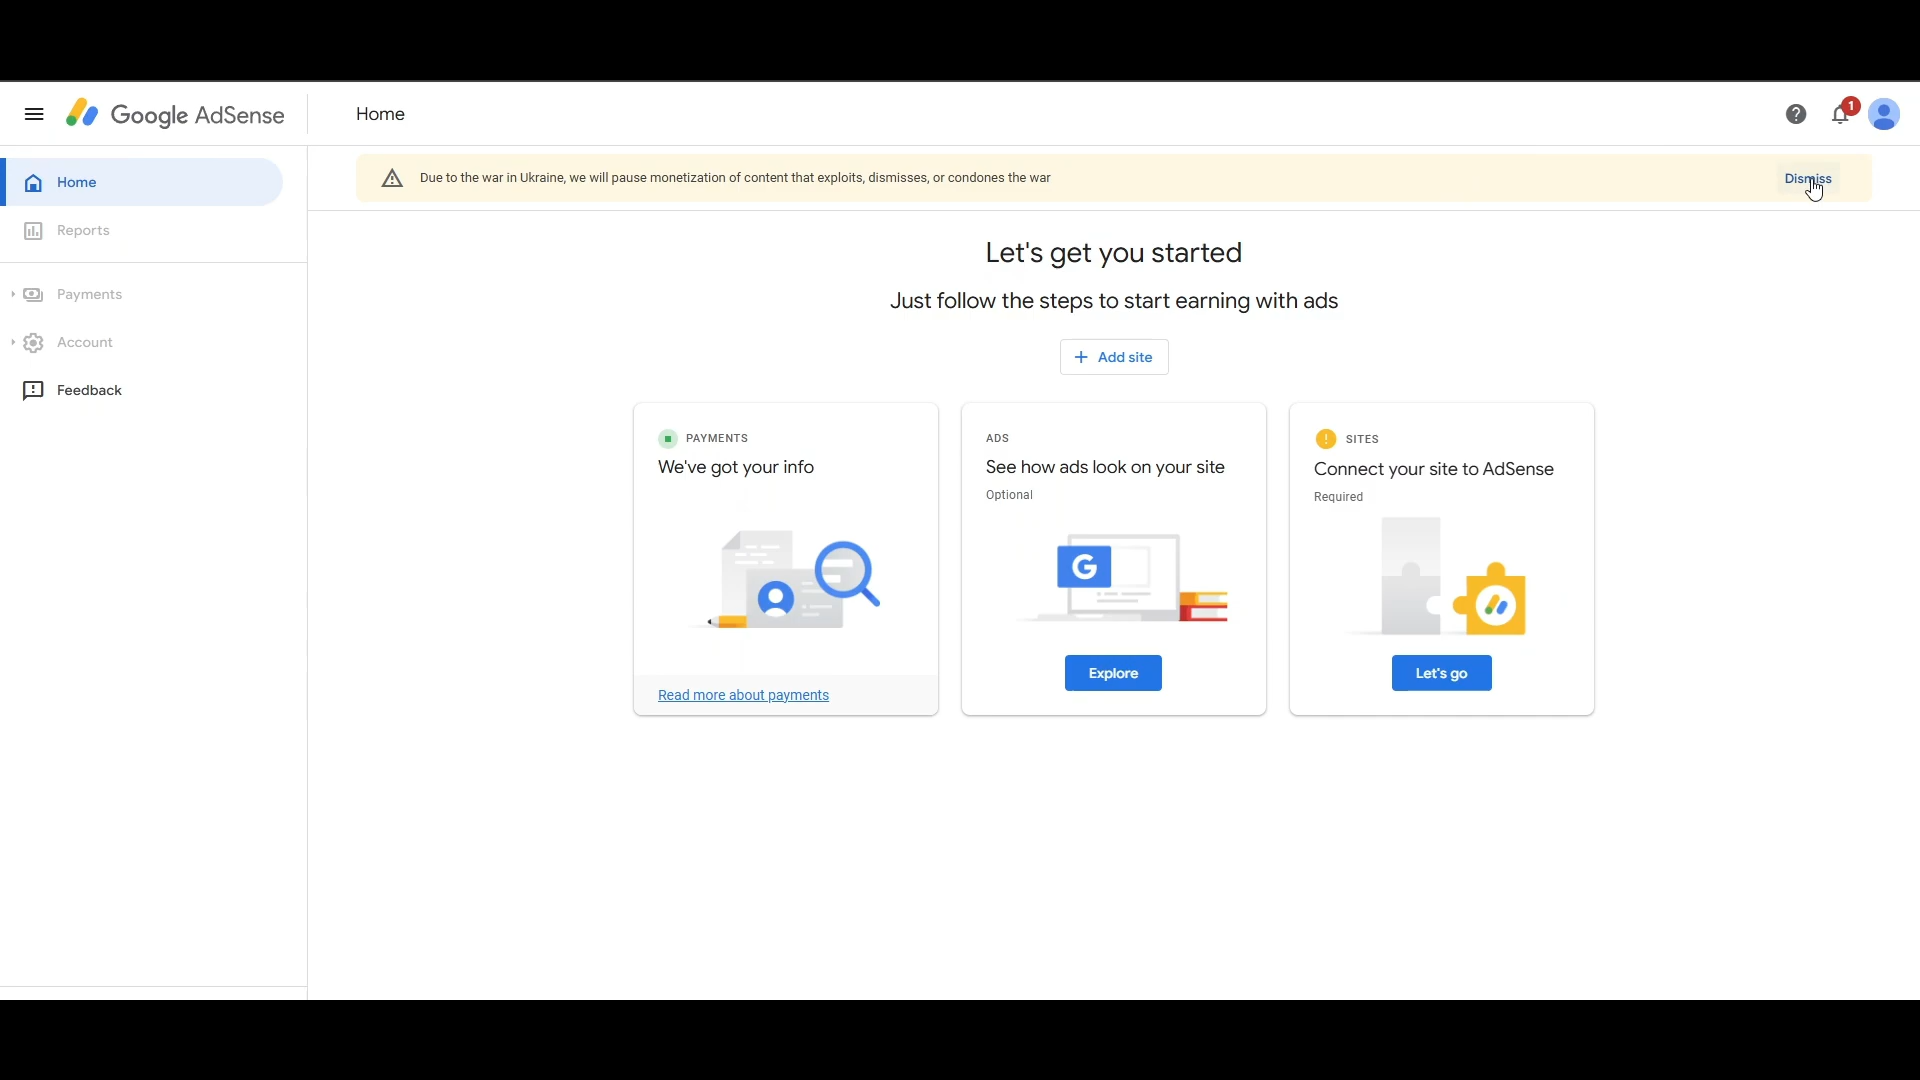 Google AdSense
Home
1
Home
Reports
Payments
Account
Feedback
Due to the war in Ukraine, we will pause monetization of content that exploits, dismisses, or condones the war
Dismiss
Let's get you started
Just follow the steps to start earning with ads
+ Add site
PAYMENTS
We've got your info
Read more about payments
ADS
See how ads look on your site
Optional
G
Explore
! SITES
Connect your site to AdSense
Required
Let's go